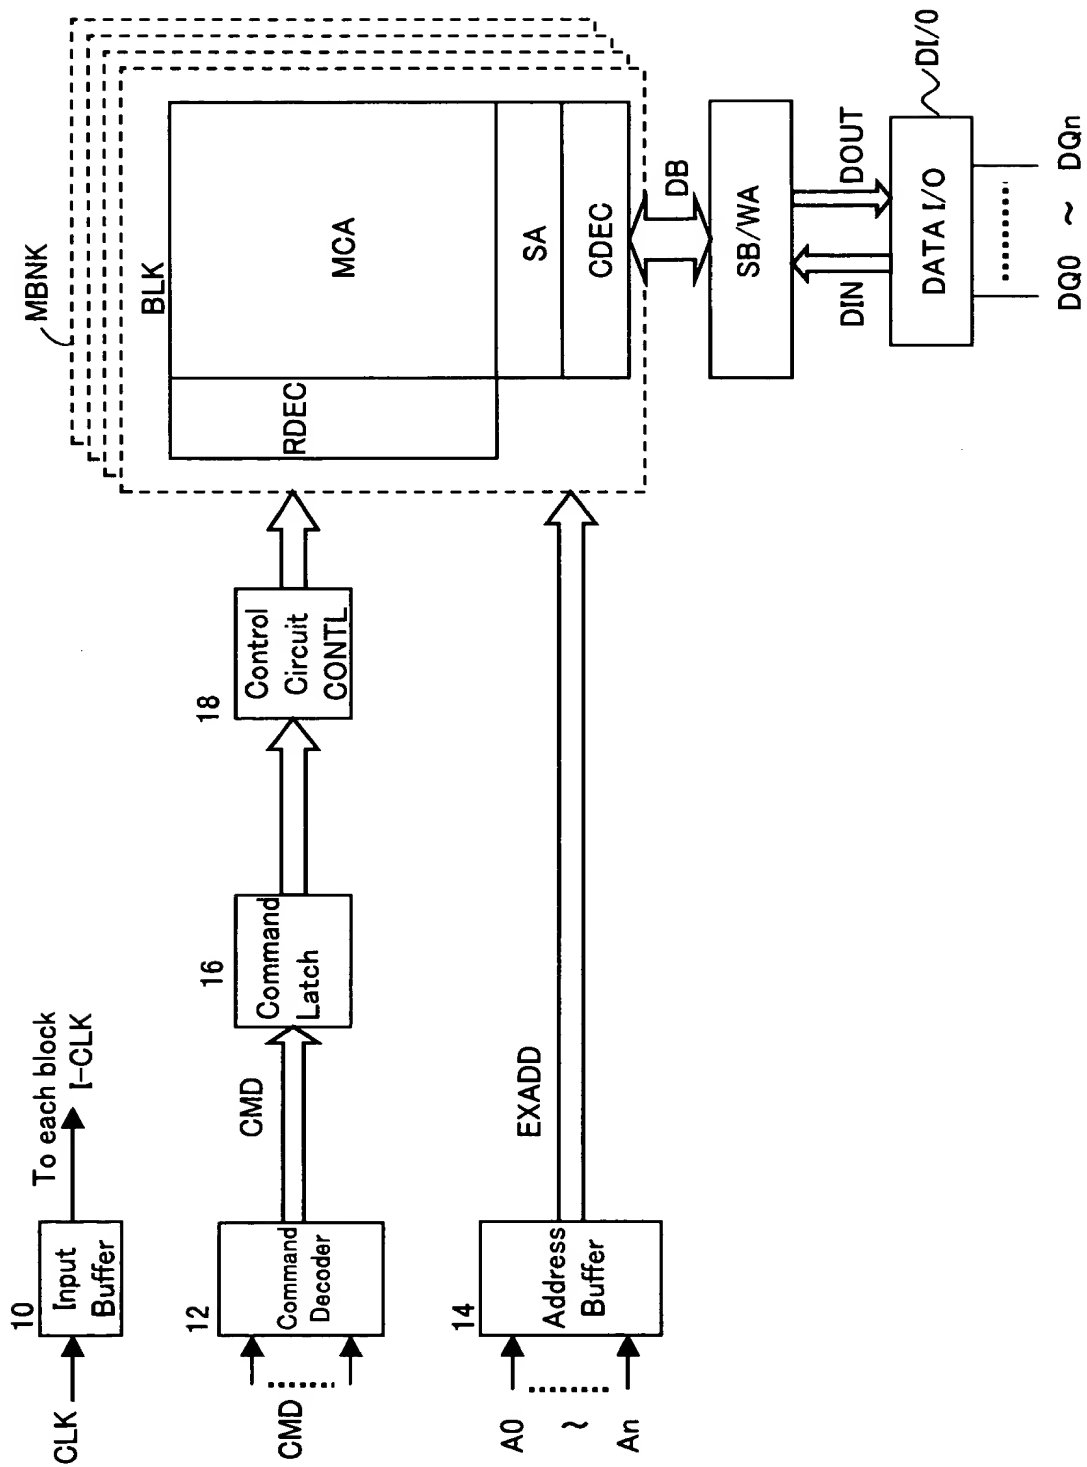 CLK
10
Input
Buffer
To each block
I-CLK
CMD
12
Command
Decoder
CMD
16
Command
Latch
18
Control
Circuit
CONTL
A0
~
An
14
Address
Buffer
EXADD
MBNK
BLK
RDEC
MCA
SA
CDEC
DB
SB/WA
DIN
DOUT
DATA I/O
DI/O
DQ0 ~ DQn